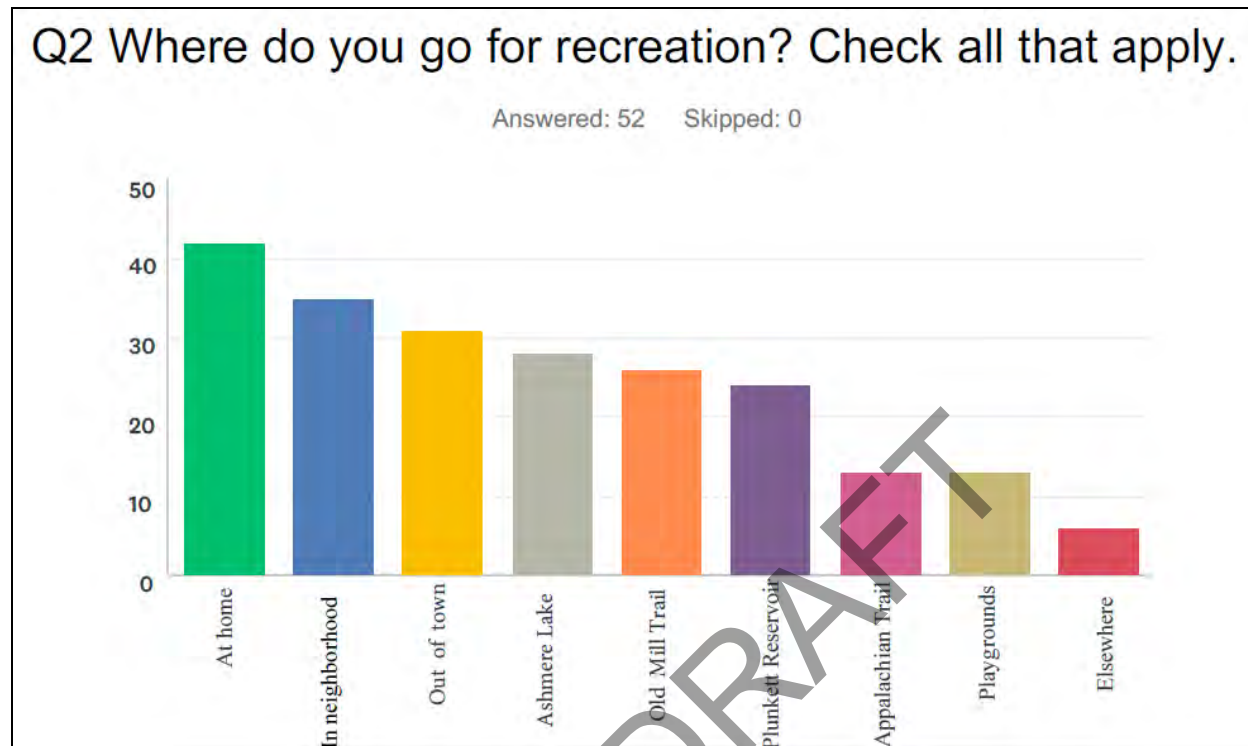 Q2 Where do you go for recreation? Check all that apply.
Answered: 52 Skipped: 0
50
40
30
20
10
0
At home
In neighborhood
Out of town
Ashmere Lake
Old Mill Trail
Plunkett Reservoir
Appalachian Trail
Playgrounds
Elsewhere
DRAFT